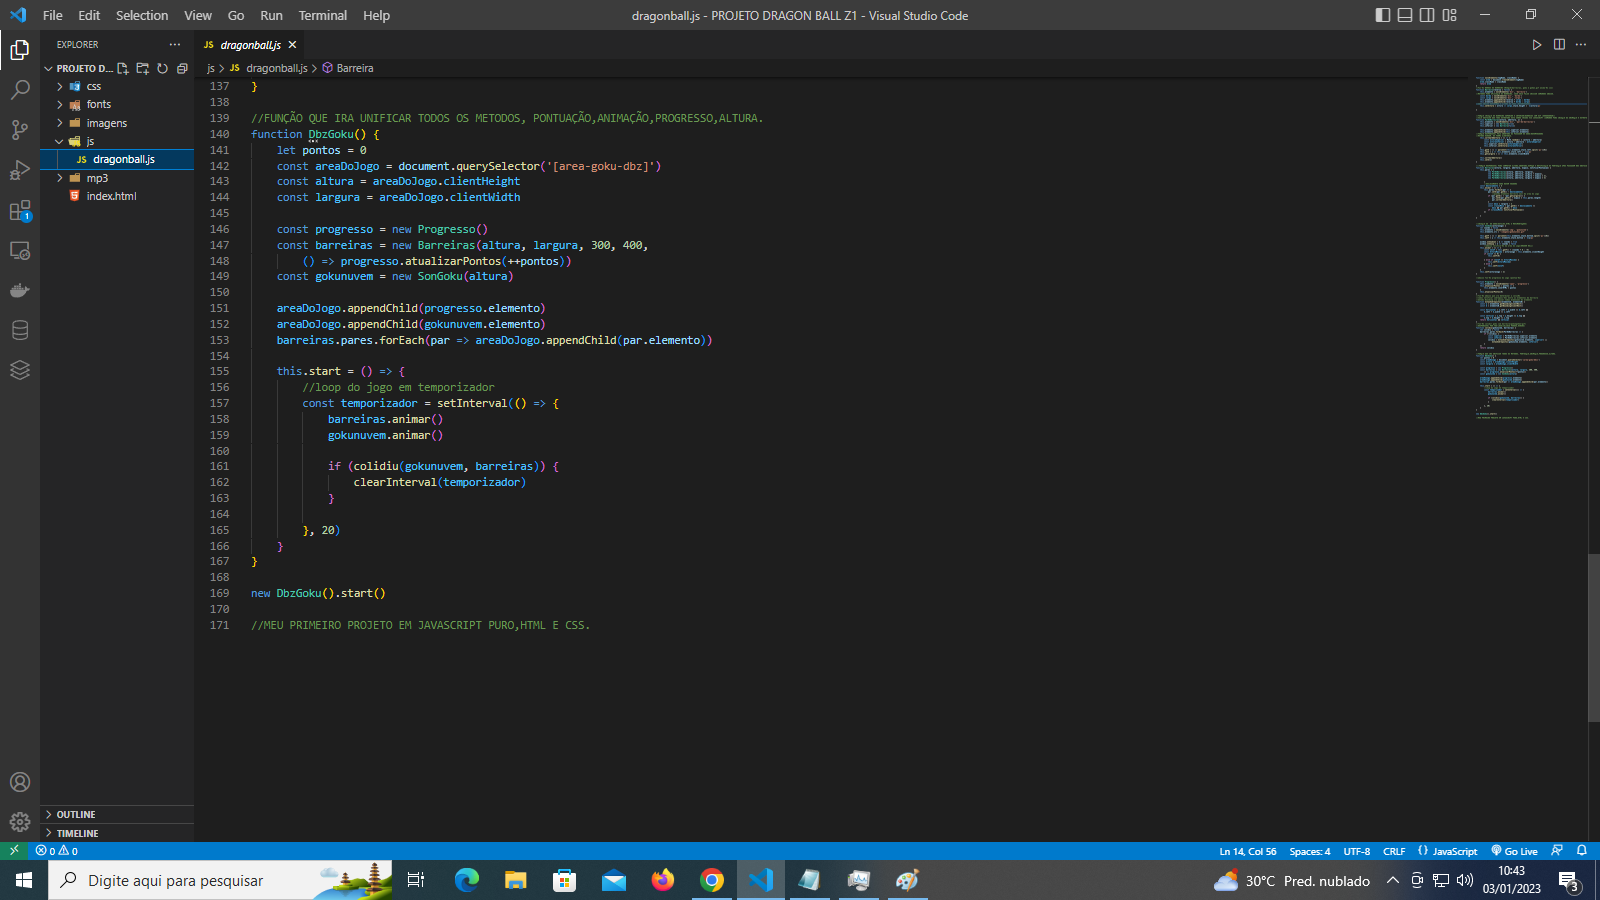 File Edit Selection View Go Run Terminal Help
dragonball.js - PROJETO DRAGON BALL Z1 - Visual Studio Code
EXPLORER
PROJETO D...
css
fonts
imagens
js
JS dragonball.js
mp3
index.html
OUTLINE
TIMELINE
1
JS dragonball.js
js > JS dragonball.js > Barreira
137 }
138
139 //FUNÇÃO QUE IRA UNIFICAR TODOS OS METODOS, PONTUAÇÃO,ANIMAÇÃO,PROGRESSO,ALTURA.
140 function DbzGoku() {
141 let pontos = 0
142 const areaDoJogo = document.querySelector('[area-goku-dbz]')
143 const altura = areaDoJogo.clientHeight
144 const largura = areaDoJogo.clientWidth
145
146 const progresso = new Progresso()
147 const barreiras = new Barreiras(altura, largura, 300, 400,
148 () => progresso.atualizarPontos(++pontos))
149 const gokunuvem = new SonGoku(altura)
150
151 areaDoJogo.appendChild(progresso.elemento)
152 areaDoJogo.appendChild(gokunuvem.elemento)
153 barreiras.pares.forEach(par => areaDoJogo.appendChild(par.elemento))
154
155 this.start = () => {
156 //loop do jogo em temporizador
157 const temporizador = setInterval(() => {
158 barreiras.animar()
159 gokunuvem.animar()
160
161 if (colidiu(gokunuvem, barreiras)) {
162 clearInterval(temporizador)
163 }
164
165 }, 20)
166 }
167 }
168
169 new DbzGoku().start()
170
171 //MEU PRIMEIRO PROJETO EM JAVASCRIPT PURO,HTML E CSS.
0 0
Ln 14, Col 56 Spaces: 4 UTF-8 CRLF {} JavaScript Go Live
Digite aqui para pesquisar
30°C Pred. nublado
10:43
03/01/2023
3